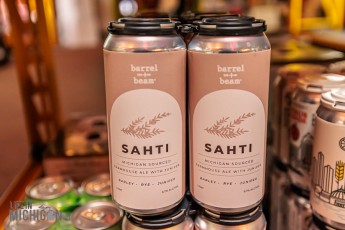 barrel
beam
SAHTI
MICHIGAN SOURCED
FARMHOUSE ALE WITH JUNIPER
BARLEY · RYE · JUNIPER
barrel
beam
SAHTI
MICHIGAN SOURCED
FARMHOUSE ALE WITH JUNIPER
BARLEY · RYE · JUNIPER
MICHIGAN